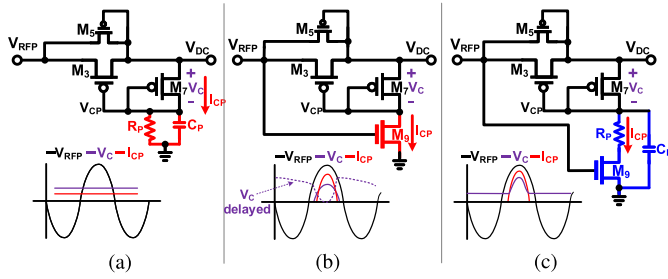 M5
VRFP
VDC
M3
+
M7 VC
-
ICP
VCP
RP
CP
VRFP VC ICP
(a)
M5
VRFP
VDC
M3
+
M7 VC
-
VCP
ICP
M9
VRFP VC ICP
VC
delayed
(b)
M5
VRFP
VDC
M3
+
M7 VC
-
VCP
RP
ICP
M9
VRFP VC ICP
(c)